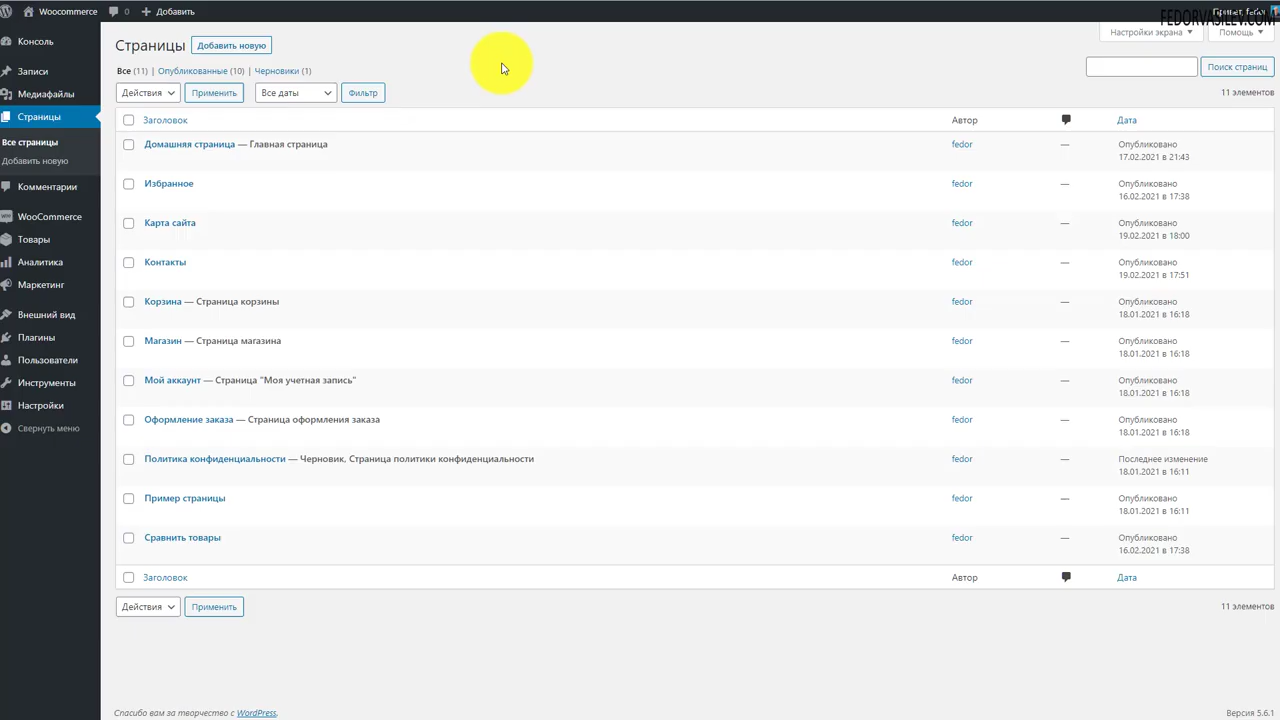 Woocommerce 0 Добавить
FEDORVASILEV.COM
Консоль
Записи
Медиафайлы
Страницы
Все страницы
Добавить новую
Комментарии
WooCommerce
Товары
Аналитика
Маркетинг
Внешний вид
Плагины
Пользователи
Инструменты
Настройки
Свернуть меню
Страницы Добавить новую
Настройки экрана Помощь
Все (11) | Опубликованные (10) | Черновики (1)
Поиск страниц
Действия Применить Все даты Фильтр 11 элементов
Заголовок Автор Дата
Домашняя страница — Главная страница fedor — Опубликовано
17.02.2021 в 21:43
Избранное fedor — Опубликовано
16.02.2021 в 17:38
Карта сайта fedor — Опубликовано
19.02.2021 в 18:00
Контакты fedor — Опубликовано
19.02.2021 в 17:51
Корзина — Страница корзины fedor — Опубликовано
18.01.2021 в 16:18
Магазин — Страница магазина fedor — Опубликовано
18.01.2021 в 16:18
Мой аккаунт — Страница "Моя учетная запись" fedor — Опубликовано
18.01.2021 в 16:18
Оформление заказа — Страница оформления заказа fedor — Опубликовано
18.01.2021 в 16:18
Политика конфиденциальности — Черновик, Страница политики конфиденциальности fedor — Последнее изменение
18.01.2021 в 16:11
Пример страницы fedor — Опубликовано
18.01.2021 в 16:11
Сравнить товары fedor — Опубликовано
16.02.2021 в 17:38
Заголовок Автор Дата
Действия Применить 11 элементов
Спасибо вам за творчество с WordPress. Версия 5.6.1